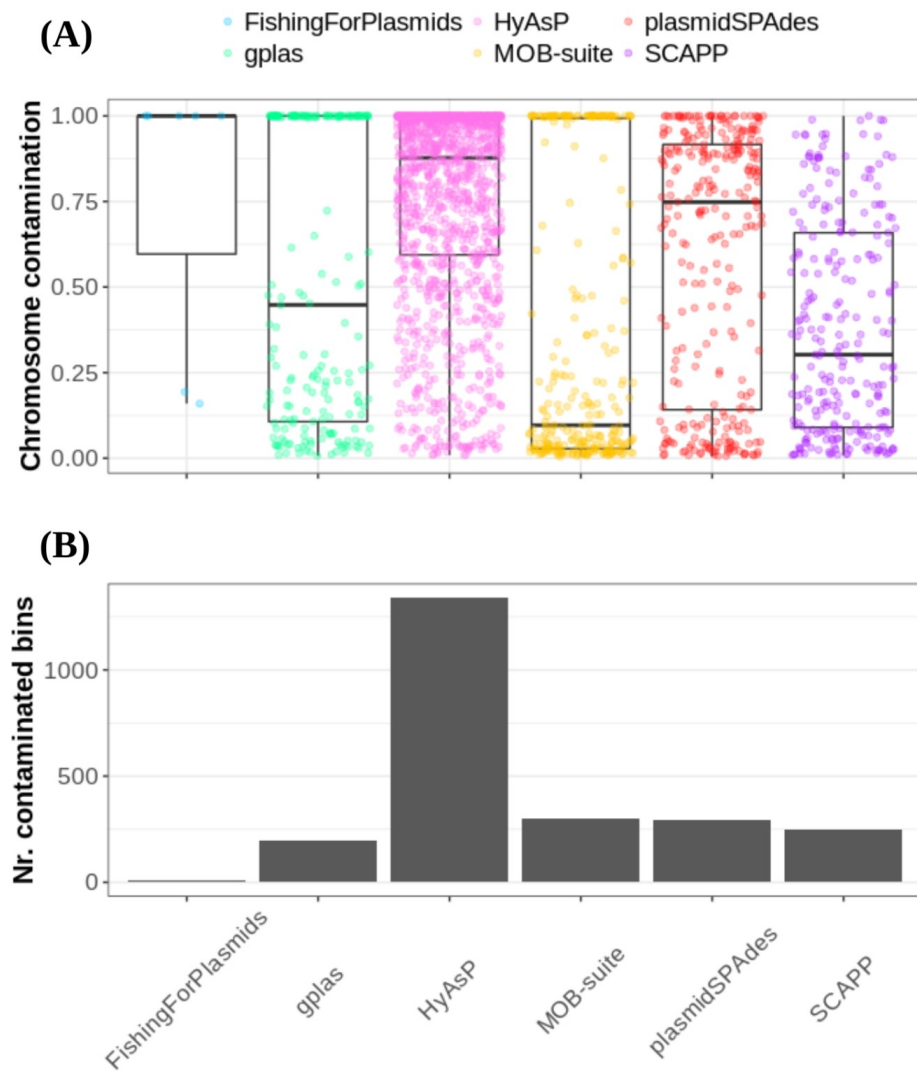 (A)
FishingForPlasmids HyAsP plasmidSPAdes
gplas MOB-suite SCAPP
Chromosome contamination
1.00
0.75
0.50
0.25
0.00
(B)
Nr. contaminated bins
1000
500
0
FishingForPlasmids
gplas
HyAsP
MOB-suite
plasmidSPAdes
SCAPP